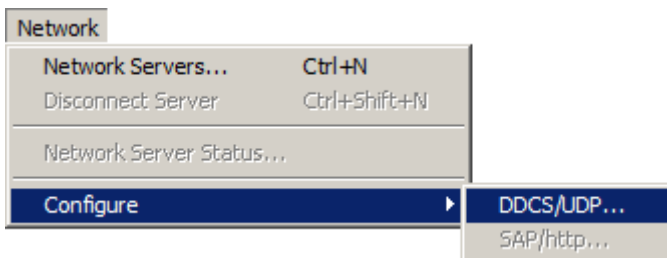 Network
Network Servers... Ctrl+N
Disconnect Server Ctrl+Shift+N
Network Server Status...
Configure DDCS/UDP...
SAP/http...